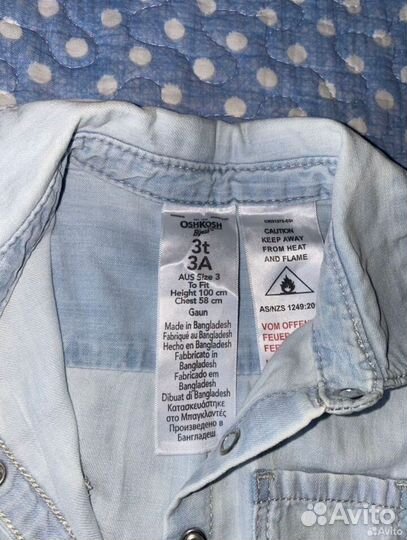 OSHKOSH
B'gosh
3t
3A
AUS Size 3
To Fit
Height 100 cm
Chest 58 cm
Gaun
Made in Bangladesh
Fabriqué au Bangladesh
Hecho en Bangladesh
Fabbricato in
Bangladesh
Fabricado em
Bangladesh
Dibuat di Bangladesh
Κατασκευάστηκε
στο Μπαγκλαντές
Произведено в
Бангладеш
CAUTION
KEEP AWAY
FROM HEAT
AND FLAME
AS/NZS 1249:20
VOM OFFEN
FEUER
Avito
Avito